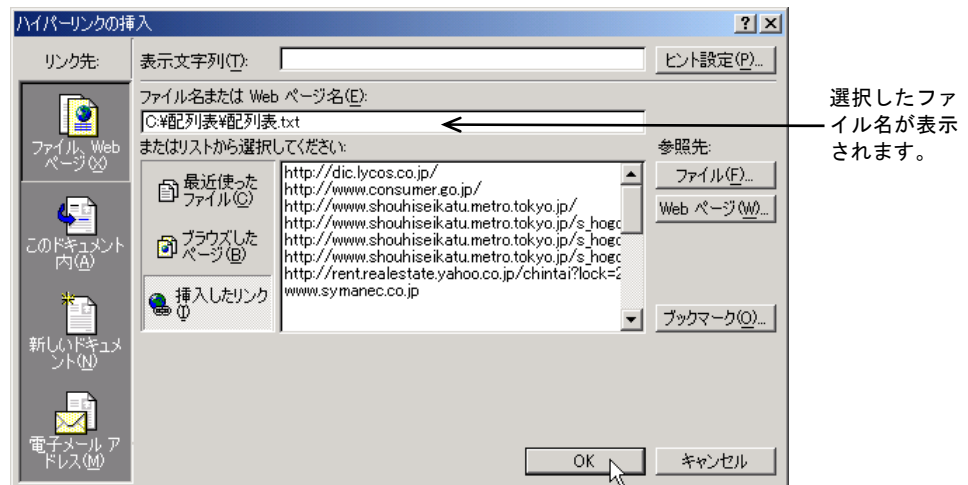 ハイパーリンクの挿入
リンク先:
表示文字列(T):
ヒント設定(P)...
ファイル名または Web ページ名(E):
C:¥配列表¥配列表.txt
選択したファ
イル名が表示
されます。
ファイル、Web
ページ(X)
または リストから選択してください:
参照先:
最近使った
ファイル(C)
ブラウズした
ページ(B)
挿入したリンク
(I)
http://dic.lycos.co.jp/
http://www.consumer.go.jp/
http://www.shouhiseikatu.metro.tokyo.jp/
http://www.shouhiseikatu.metro.tokyo.jp/s_hogo
http://www.shouhiseikatu.metro.tokyo.jp/s_hogo
http://www.shouhiseikatu.metro.tokyo.jp/s_hogo
http://rent.realestate.yahoo.co.jp/chintai?lock=2
www.symanec.co.jp
ファイル(F)...
Web ページ(W)...
ブックマーク(O)...
このドキュメント
内(A)
新しいドキュメ
ント(N)
電子メール ア
ドレス(M)
OK
キャンセル